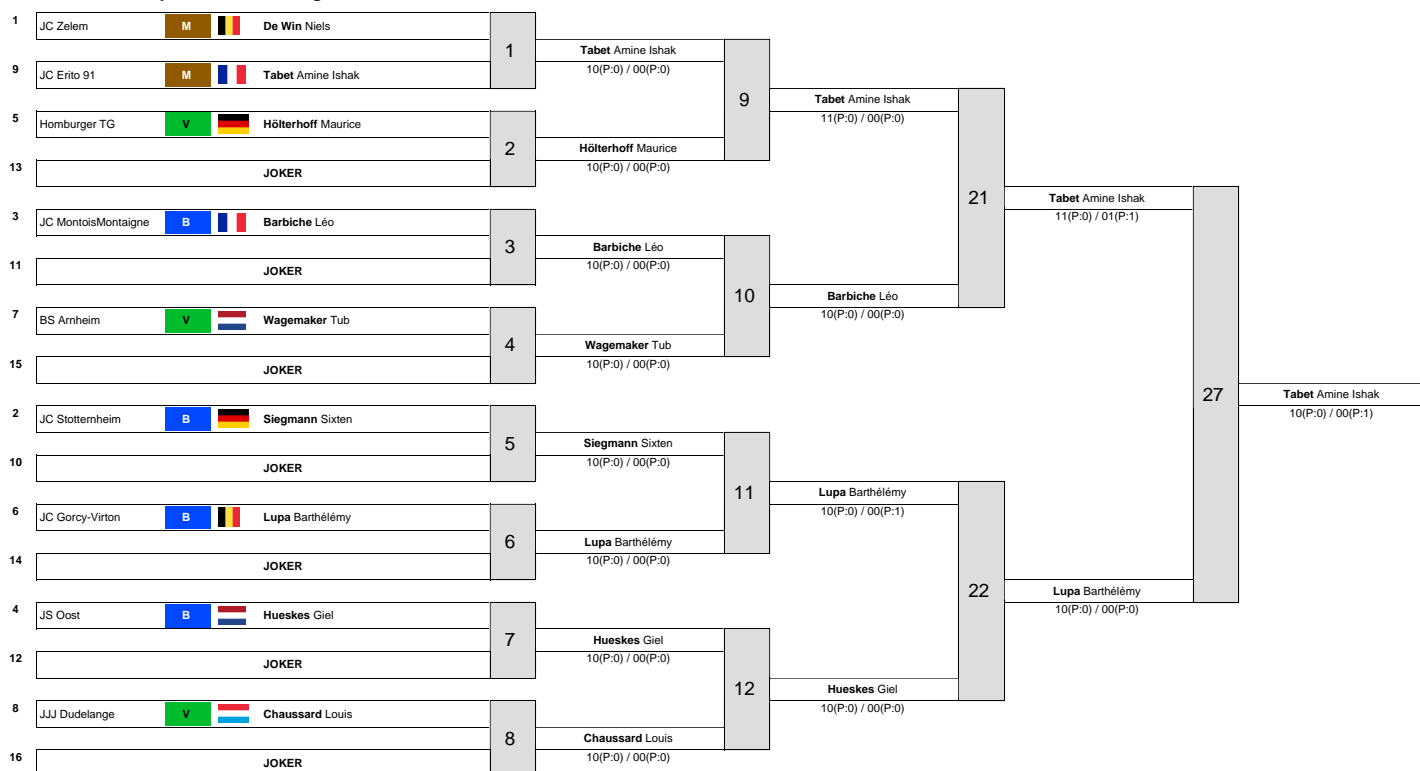 1 JC Zelem M De Win Niels
1
Tabet Amine Ishak
10(P:0) / 00(P:0)
9 JC Erito 91 M Tabet Amine Ishak
9
Tabet Amine Ishak
11(P:0) / 00(P:0)
5 Homburger TG V Hölterhoff Maurice
2
Hölterhoff Maurice
10(P:0) / 00(P:0)
13 JOKER
21
Tabet Amine Ishak
11(P:0) / 01(P:1)
3 JC MontoisMontaigne B Barbiche Léo
3
Barbiche Léo
10(P:0) / 00(P:0)
11 JOKER
10
Barbiche Léo
10(P:0) / 00(P:0)
7 BS Arnheim V Wagemaker Tub
4
Wagemaker Tub
10(P:0) / 00(P:0)
15 JOKER
27
Tabet Amine Ishak
10(P:0) / 00(P:1)
2 JC Stotternheim B Siegmann Sixten
5
Siegmann Sixten
10(P:0) / 00(P:0)
10 JOKER
11
Lupa Barthélémy
10(P:0) / 00(P:1)
6 JC Gorcy-Virton B Lupa Barthélémy
6
Lupa Barthélémy
10(P:0) / 00(P:0)
14 JOKER
22
Lupa Barthélémy
10(P:0) / 00(P:0)
4 JS Oost B Hueskes Giel
7
Hueskes Giel
10(P:0) / 00(P:0)
12 JOKER
12
Hueskes Giel
10(P:0) / 00(P:0)
8 JJJ Dudelange V Chaussard Louis
8
Chaussard Louis
10(P:0) / 00(P:0)
16 JOKER